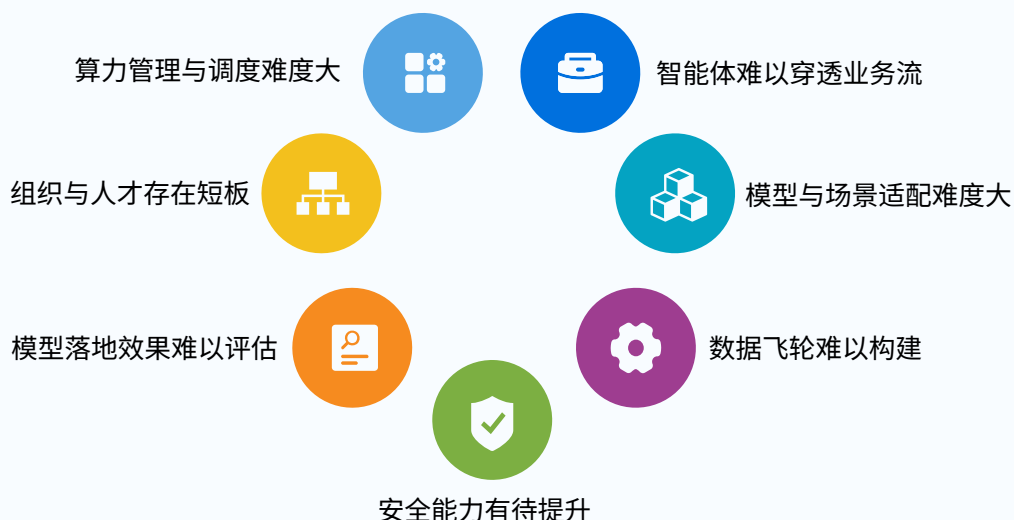 算力管理与调度难度大
智能体难以穿透业务流
组织与人才存在短板
模型与场景适配难度大
模型落地效果难以评估
数据飞轮难以构建
安全能力有待提升